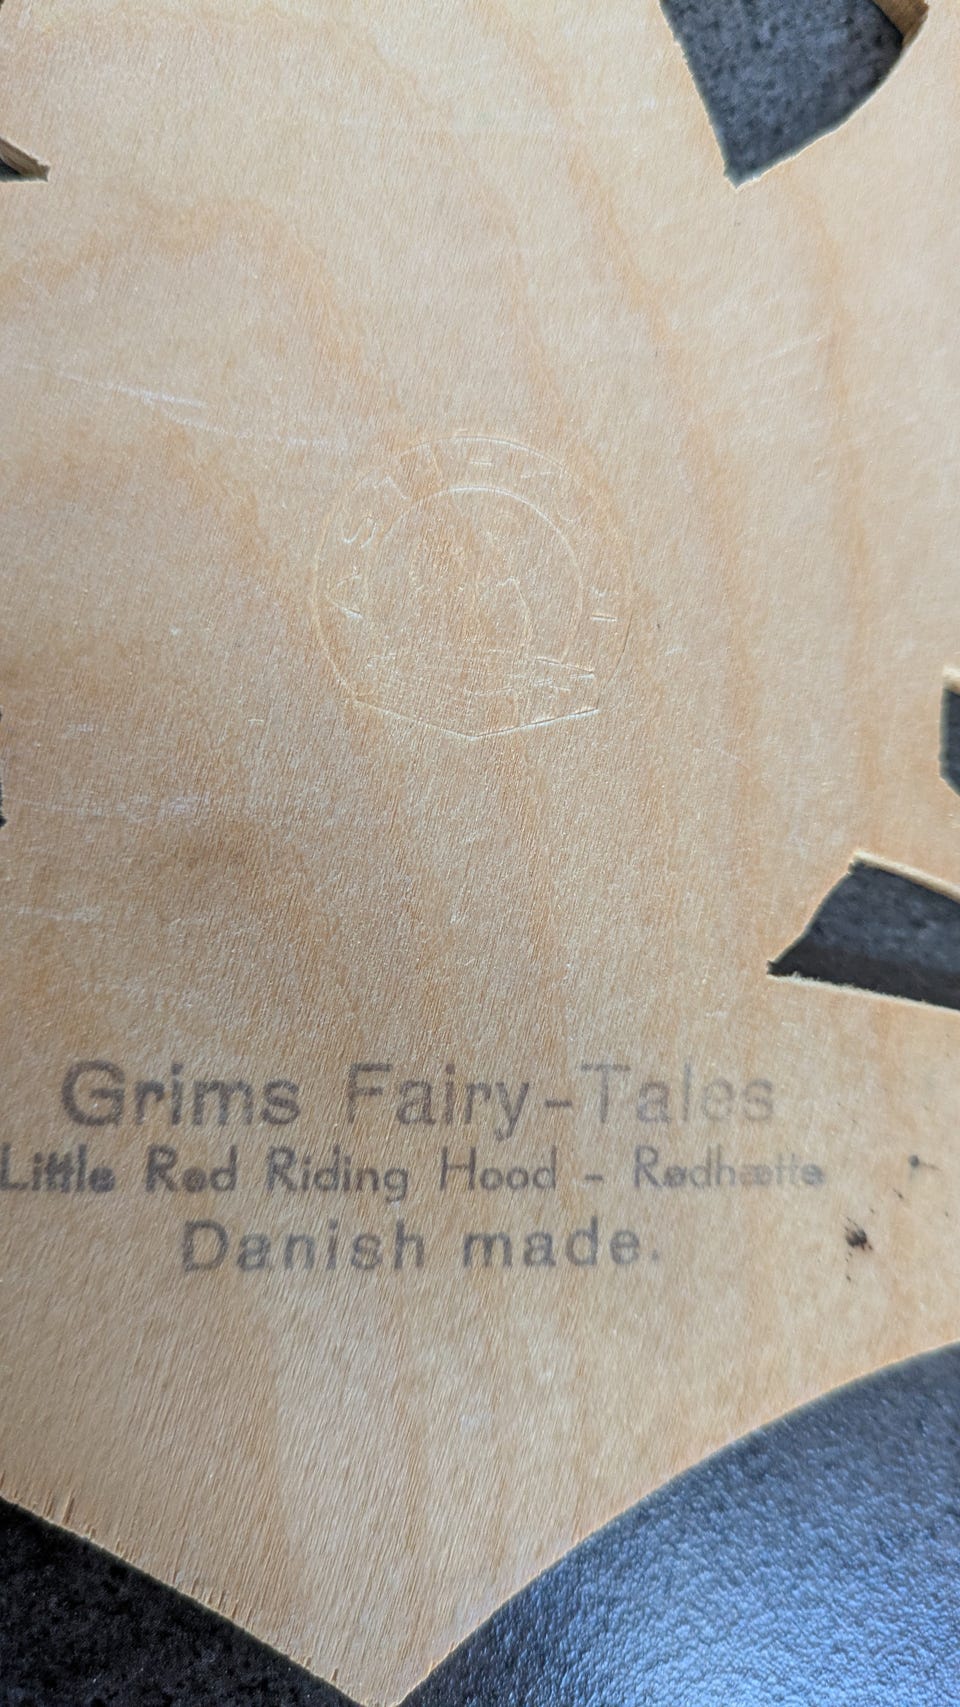 Grims Fairy-Tales
Little Red Riding Hood - Rødhætte
Danish made.